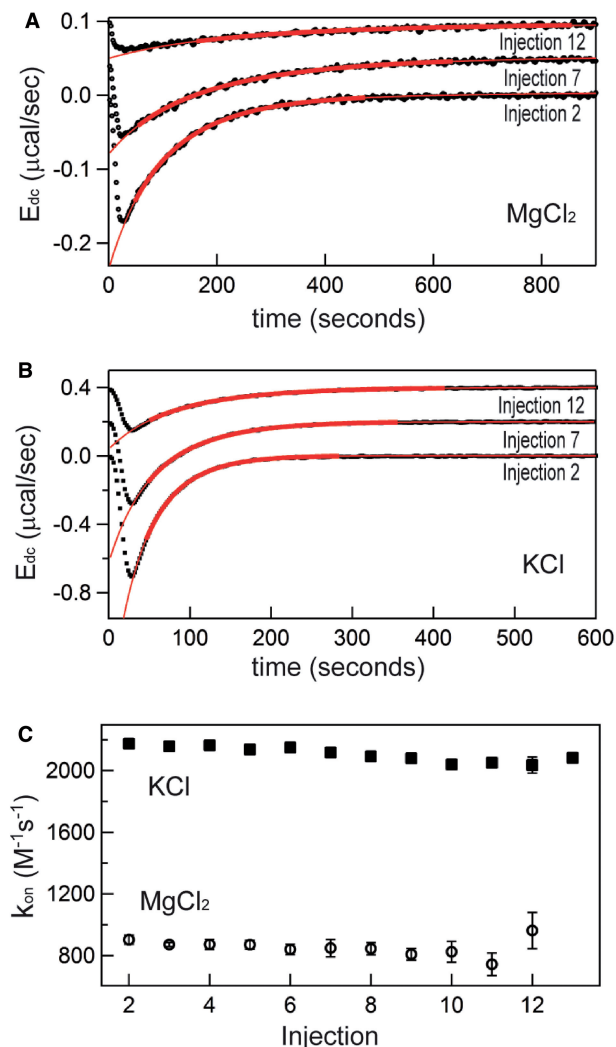 A
0.1
0.0
-0.1
-0.2
E_dc (μcal/sec)
Injection 12
Injection 7
Injection 2
MgCl₂
0 200 400 600 800
time (seconds)
B
0.4
0.0
-0.4
-0.8
E_dc (μcal/sec)
Injection 12
Injection 7
Injection 2
KCl
0 100 200 300 400 500 600
time (seconds)
C
2000
1600
1200
800
k_on (M⁻¹s⁻¹)
KCl
MgCl₂
2 4 6 8 10 12
Injection